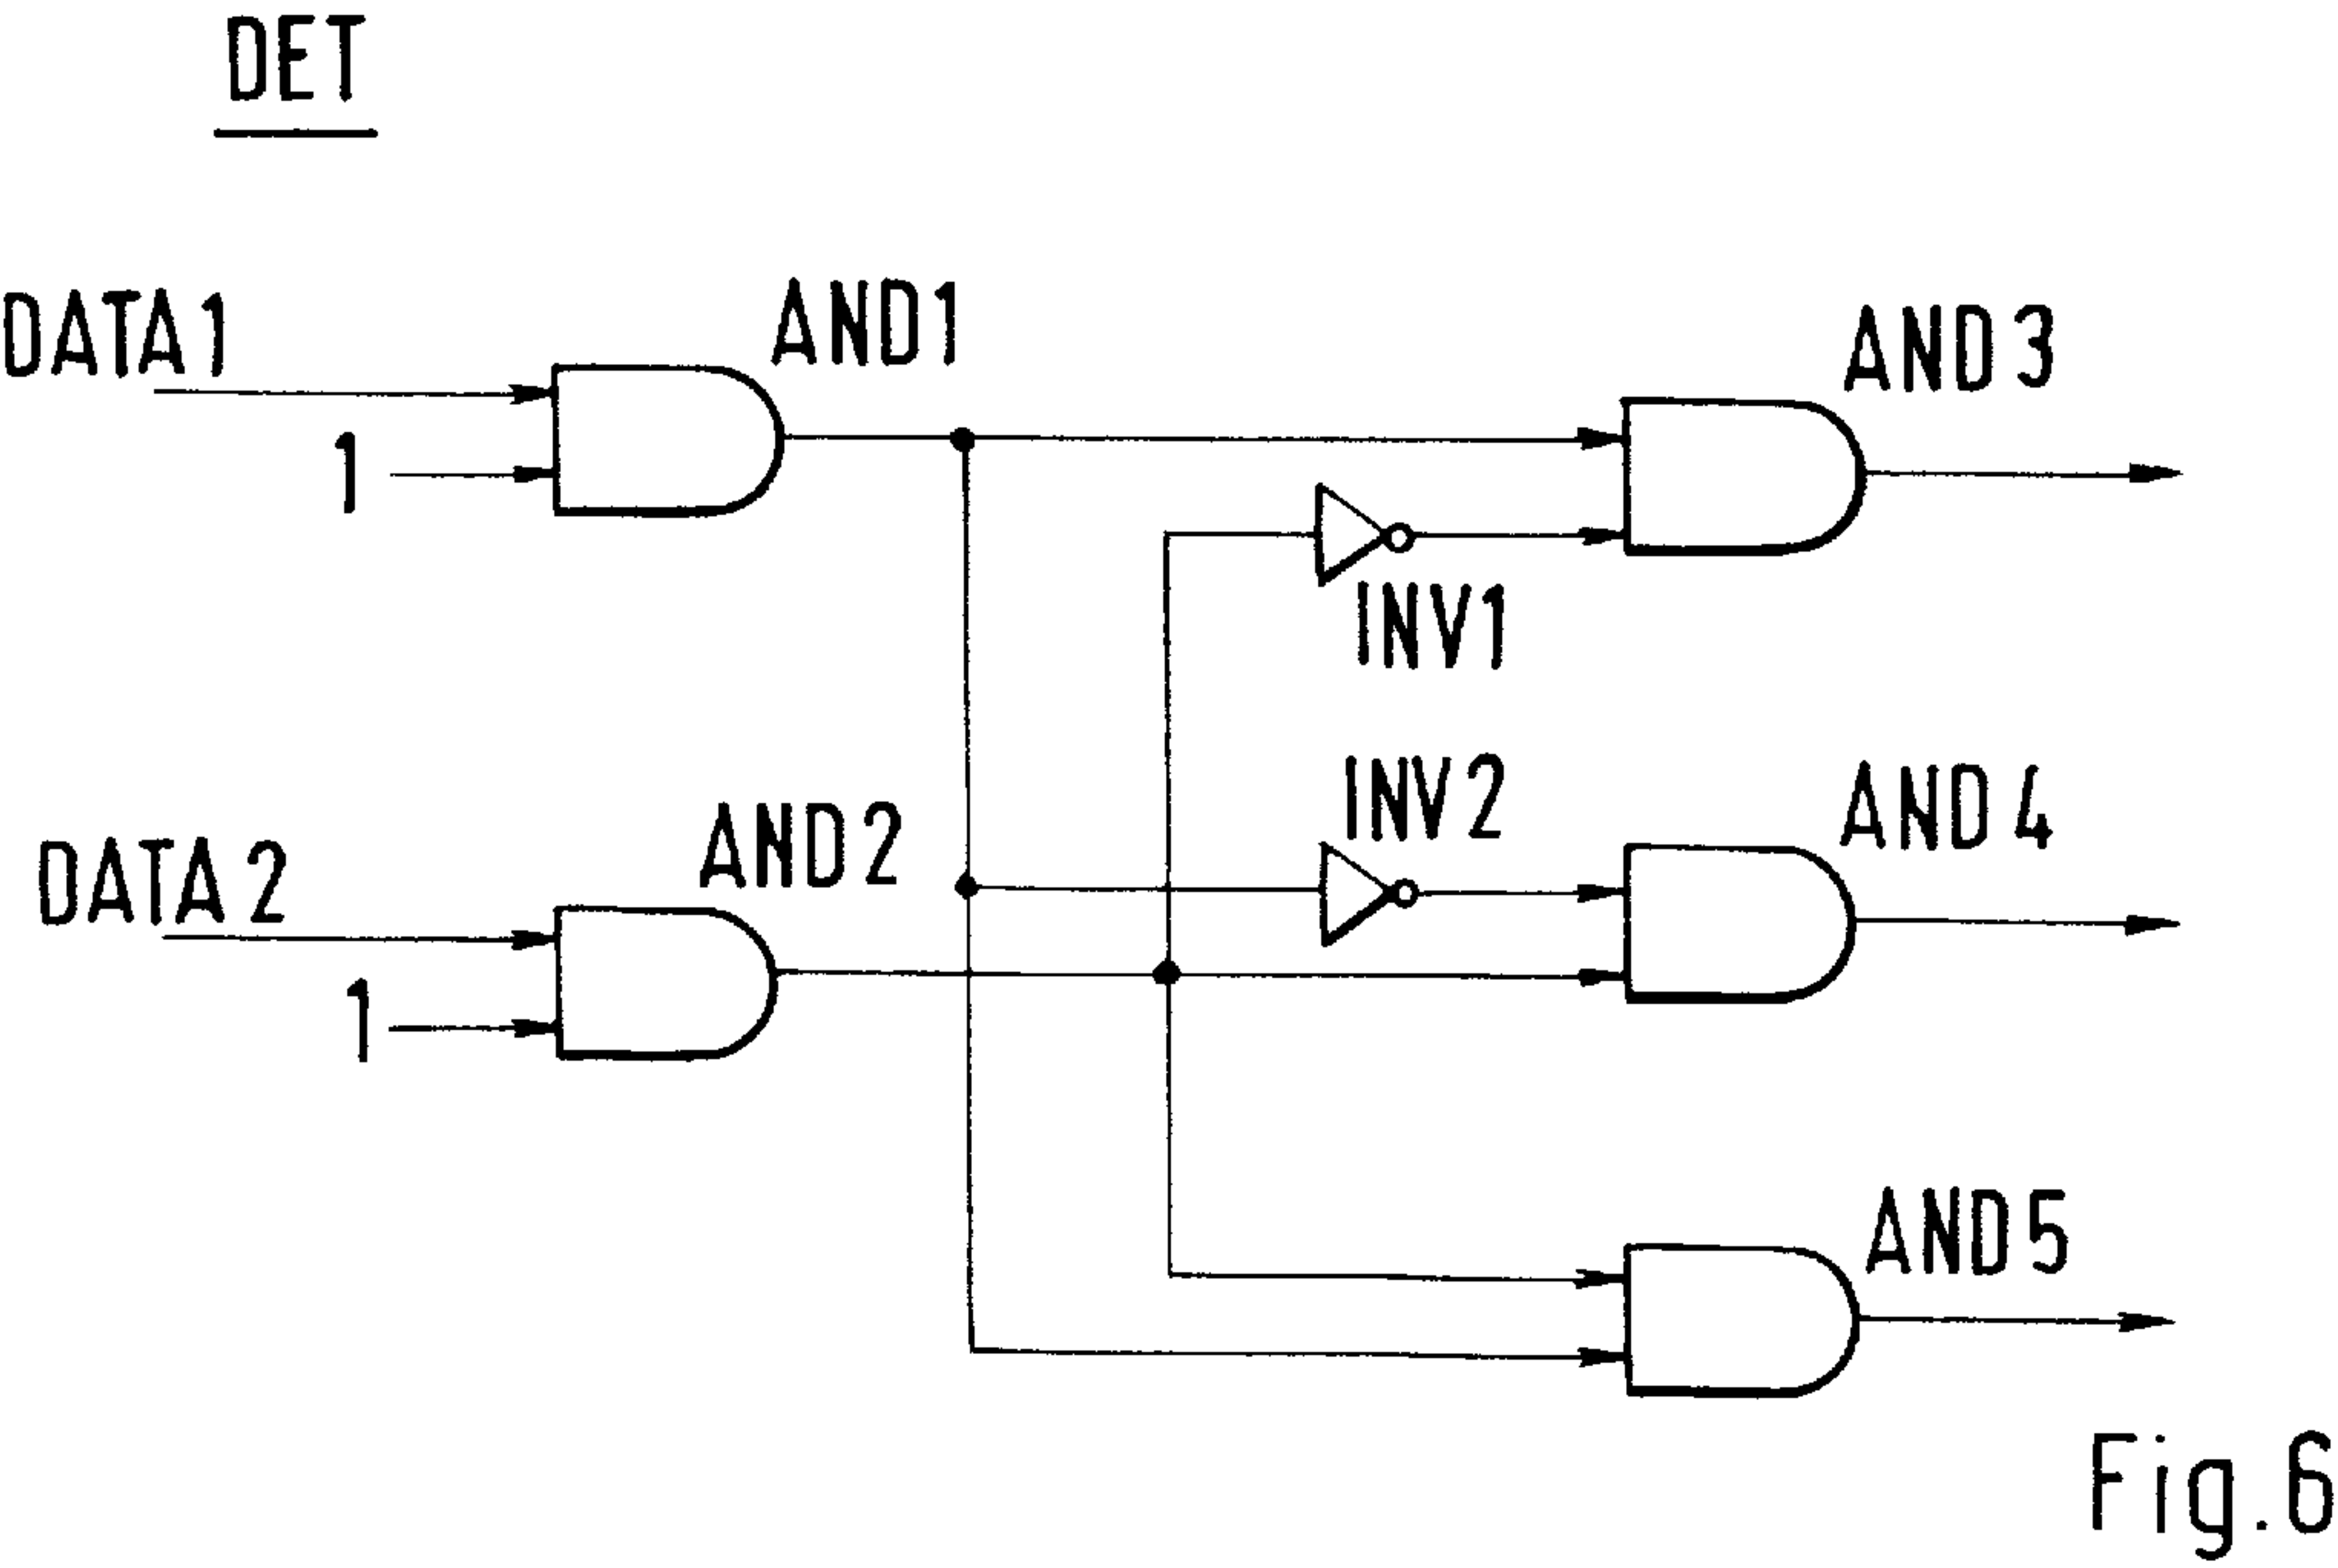 DET
DATA1
AND1
1
AND3
INV1
INV2
AND4
DATA2
AND2
1
AND5
Fig.6